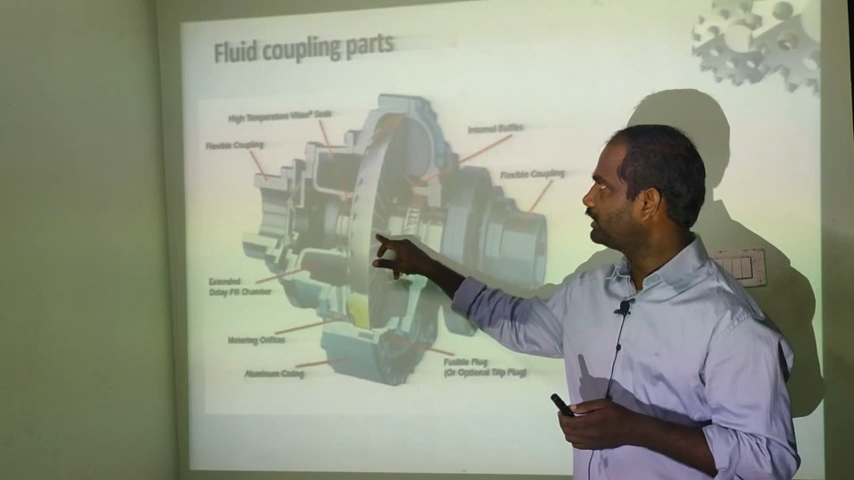 Fluid coupling parts
High Temperature Viton® Seals
Internal Baffles
Flexible Coupling
Flexible Coupling
Extended
Delay Fill Chamber
Metering Orifices
Aluminum Casing
Fusible Plug
(Or Optional Trip Plug)